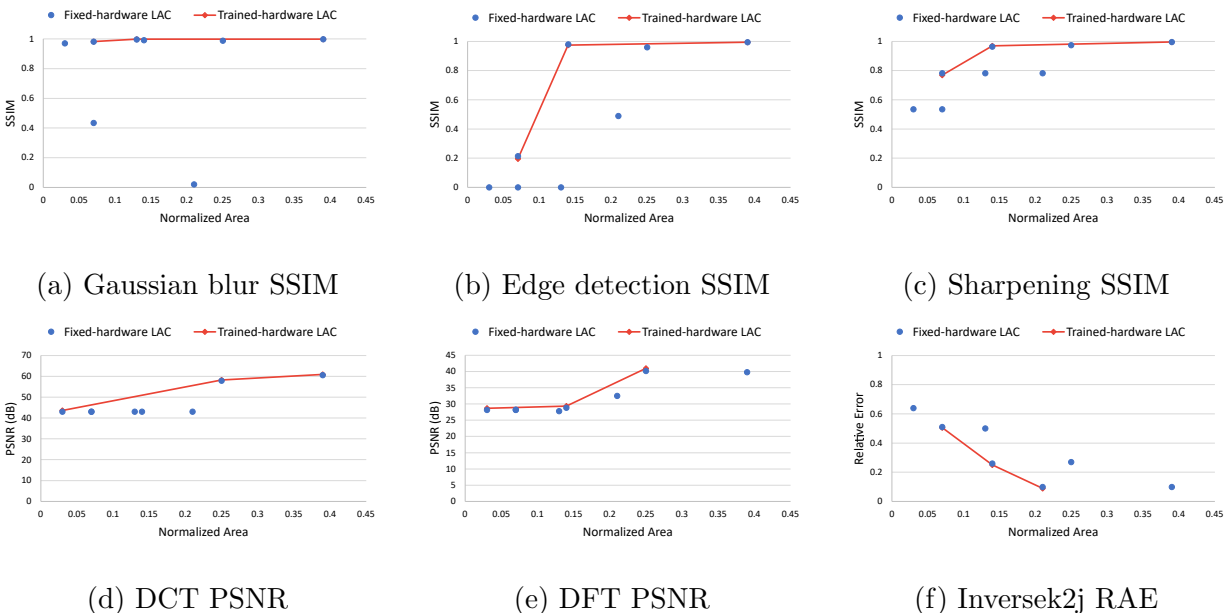 Fixed-hardware LAC Trained-hardware LAC
SSIM
1
0.8
0.6
0.4
0.2
0
0 0.05 0.1 0.15 0.2 0.25 0.3 0.35 0.4 0.45
Normalized Area
(a) Gaussian blur SSIM
Fixed-hardware LAC Trained-hardware LAC
SSIM
1
0.8
0.6
0.4
0.2
0
0 0.05 0.1 0.15 0.2 0.25 0.3 0.35 0.4 0.45
Normalized Area
(b) Edge detection SSIM
Fixed-hardware LAC Trained-hardware LAC
SSIM
1
0.8
0.6
0.4
0.2
0
0 0.05 0.1 0.15 0.2 0.25 0.3 0.35 0.4 0.45
Normalized Area
(c) Sharpening SSIM
Fixed-hardware LAC Trained-hardware LAC
PSNR (dB)
70
60
50
40
30
20
10
0
0 0.05 0.1 0.15 0.2 0.25 0.3 0.35 0.4 0.45
Normalized Area
(d) DCT PSNR
Fixed-hardware LAC Trained-hardware LAC
PSNR (dB)
45
40
35
30
25
20
15
10
5
0
0 0.05 0.1 0.15 0.2 0.25 0.3 0.35 0.4 0.45
Normalized Area
(e) DFT PSNR
Fixed-hardware LAC Trained-hardware LAC
Relative Error
1
0.8
0.6
0.4
0.2
0
0 0.05 0.1 0.15 0.2 0.25 0.3 0.35 0.4 0.45
Normalized Area
(f) Inversek2j RAE